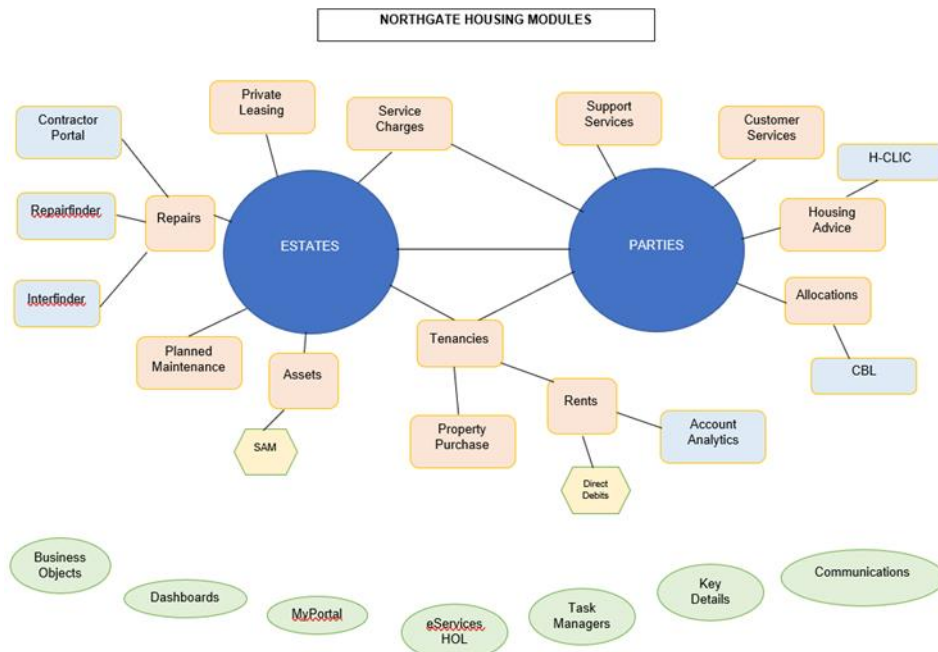 NORTHGATE HOUSING MODULES
Private
Leasing
Service
Charges
Support
Services
Customer
Services
Contractor
Portal
H-CLIC
Repairfinder
Repairs
Housing
Advice
ESTATES
PARTIES
Interfinder
Allocations
Planned
Maintenance
Assets
Tenancies
CBL
SAM
Property
Purchase
Rents
Account
Analytics
Direct
Debits
Business
Objects
Dashboards
MyPortal
eServices
HOL
Task
Managers
Key
Details
Communications